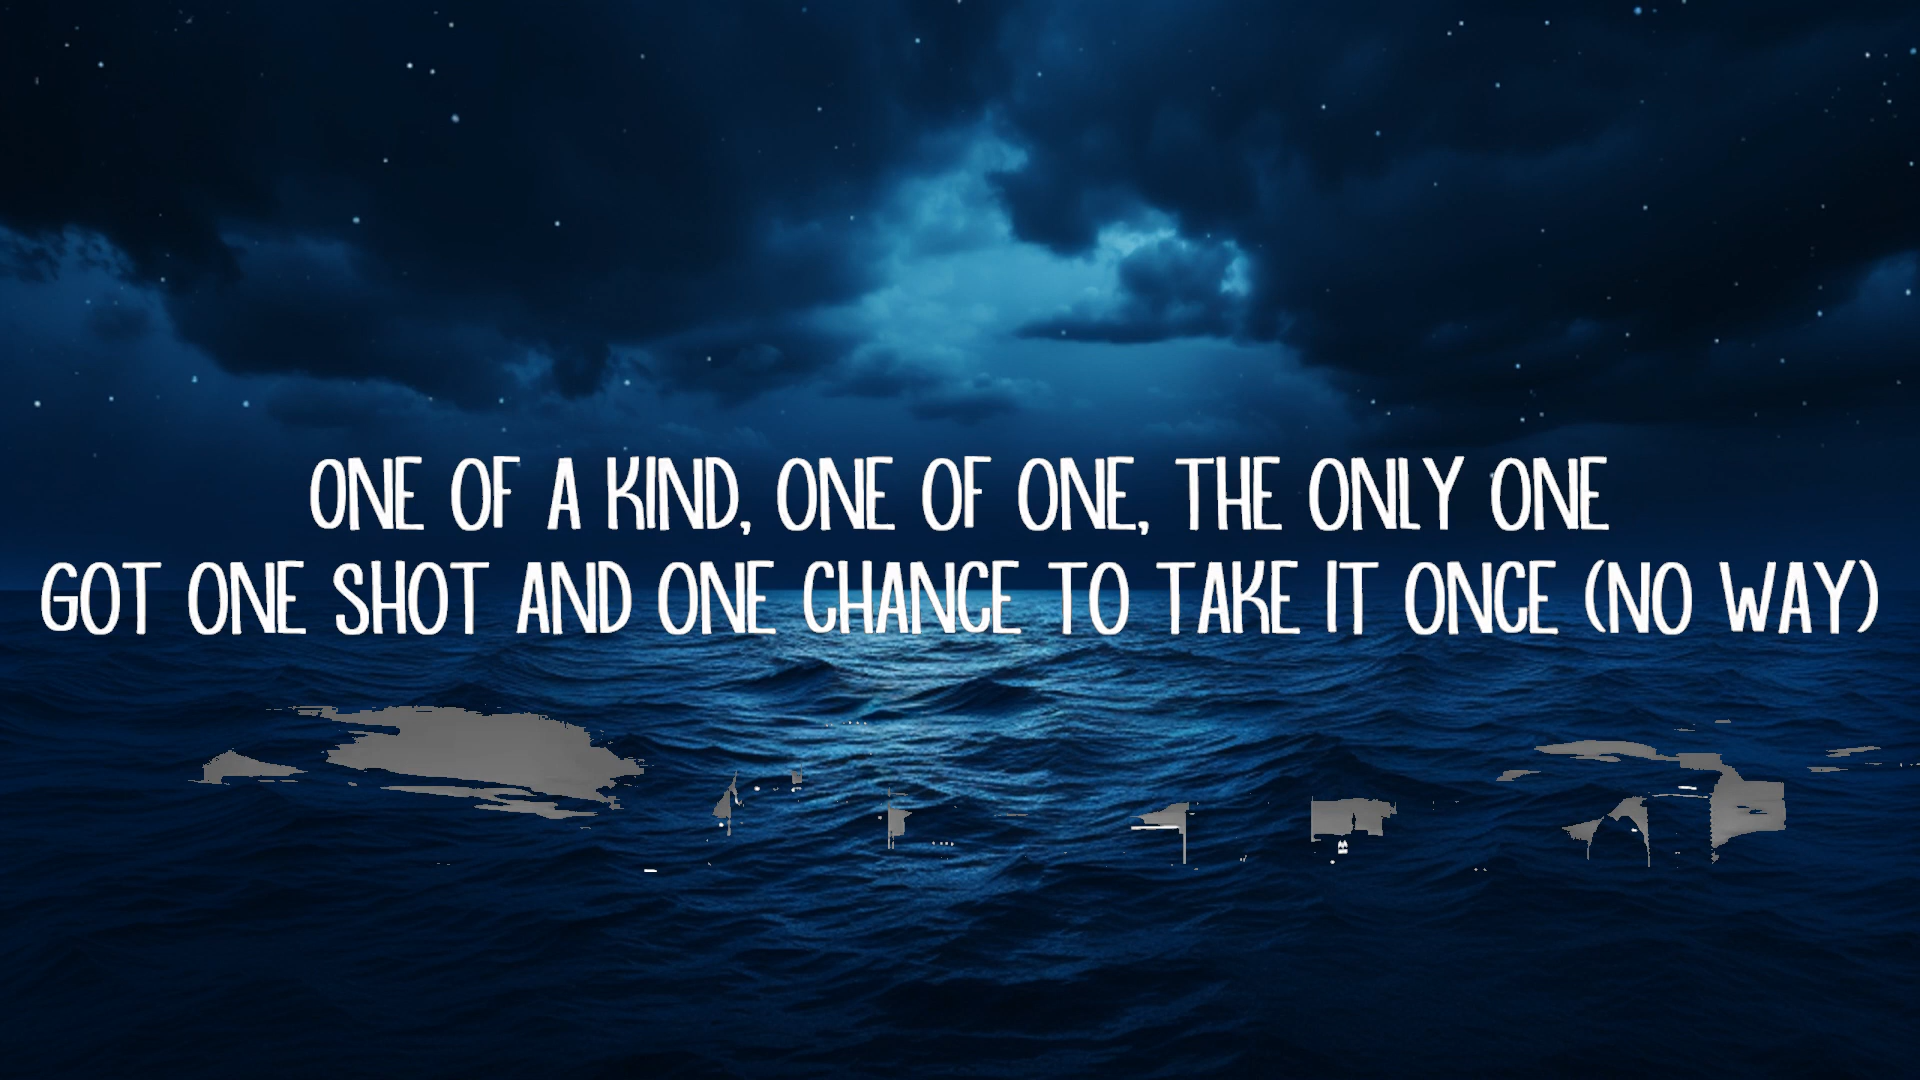 ONE OF A KIND, ONE OF ONE, THE ONLY ONE
GOT ONE SHOT AND ONE CHANCE TO TAKE IT ONCE (NO WAY)